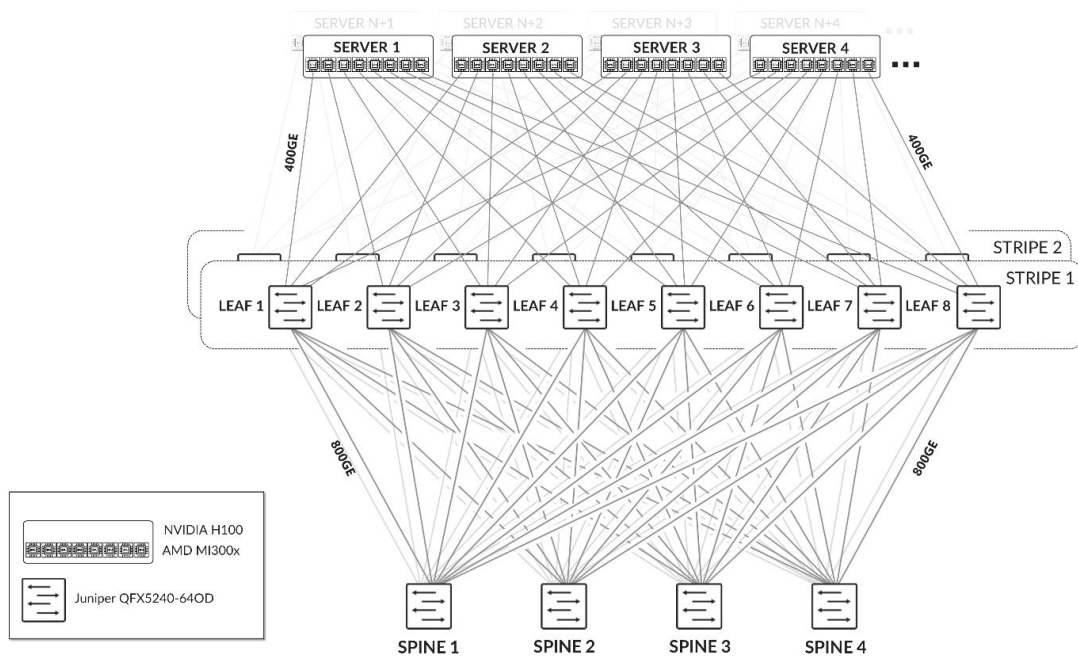 SERVER N+1 SERVER N+2 SERVER N+3 SERVER N+4
SERVER 1 SERVER 2 SERVER 3 SERVER 4
400GE 400GE
STRIPE 2
STRIPE 1
LEAF 1 LEAF 2 LEAF 3 LEAF 4 LEAF 5 LEAF 6 LEAF 7 LEAF 8
800GE 800GE
NVIDIA H100
AMD MI300x
Juniper QFX5240-64OD
SPINE 1 SPINE 2 SPINE 3 SPINE 4